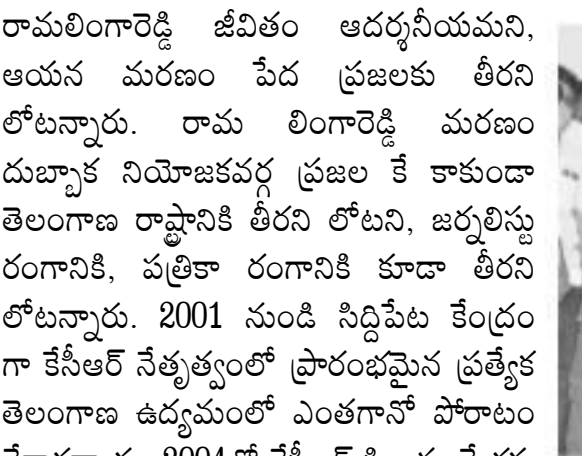 రామలింగారెడ్డి జీవితం ఆదర్శనీయమని,
ఆయన మరణం పేద ప్రజలకు తీరని
లోటన్నారు. రామ లింగారెడ్డి మరణం
దుబ్బాక నియోజకవర్గ ప్రజల కే కాకుండా
తెలంగాణ రాష్ట్రానికి తీరని లోటని, జర్నలిస్టు
రంగానికి, పత్రికా రంగానికి కూడా తీరని
లోటన్నారు. 2001 నుండి సిద్దిపేట కేంద్రం
గా కేసీఆర్ నేతృత్వంలో ప్రారంభమైన ప్రత్యేక
తెలంగాణ ఉద్యమంలో ఎంతగానో పోరాటం